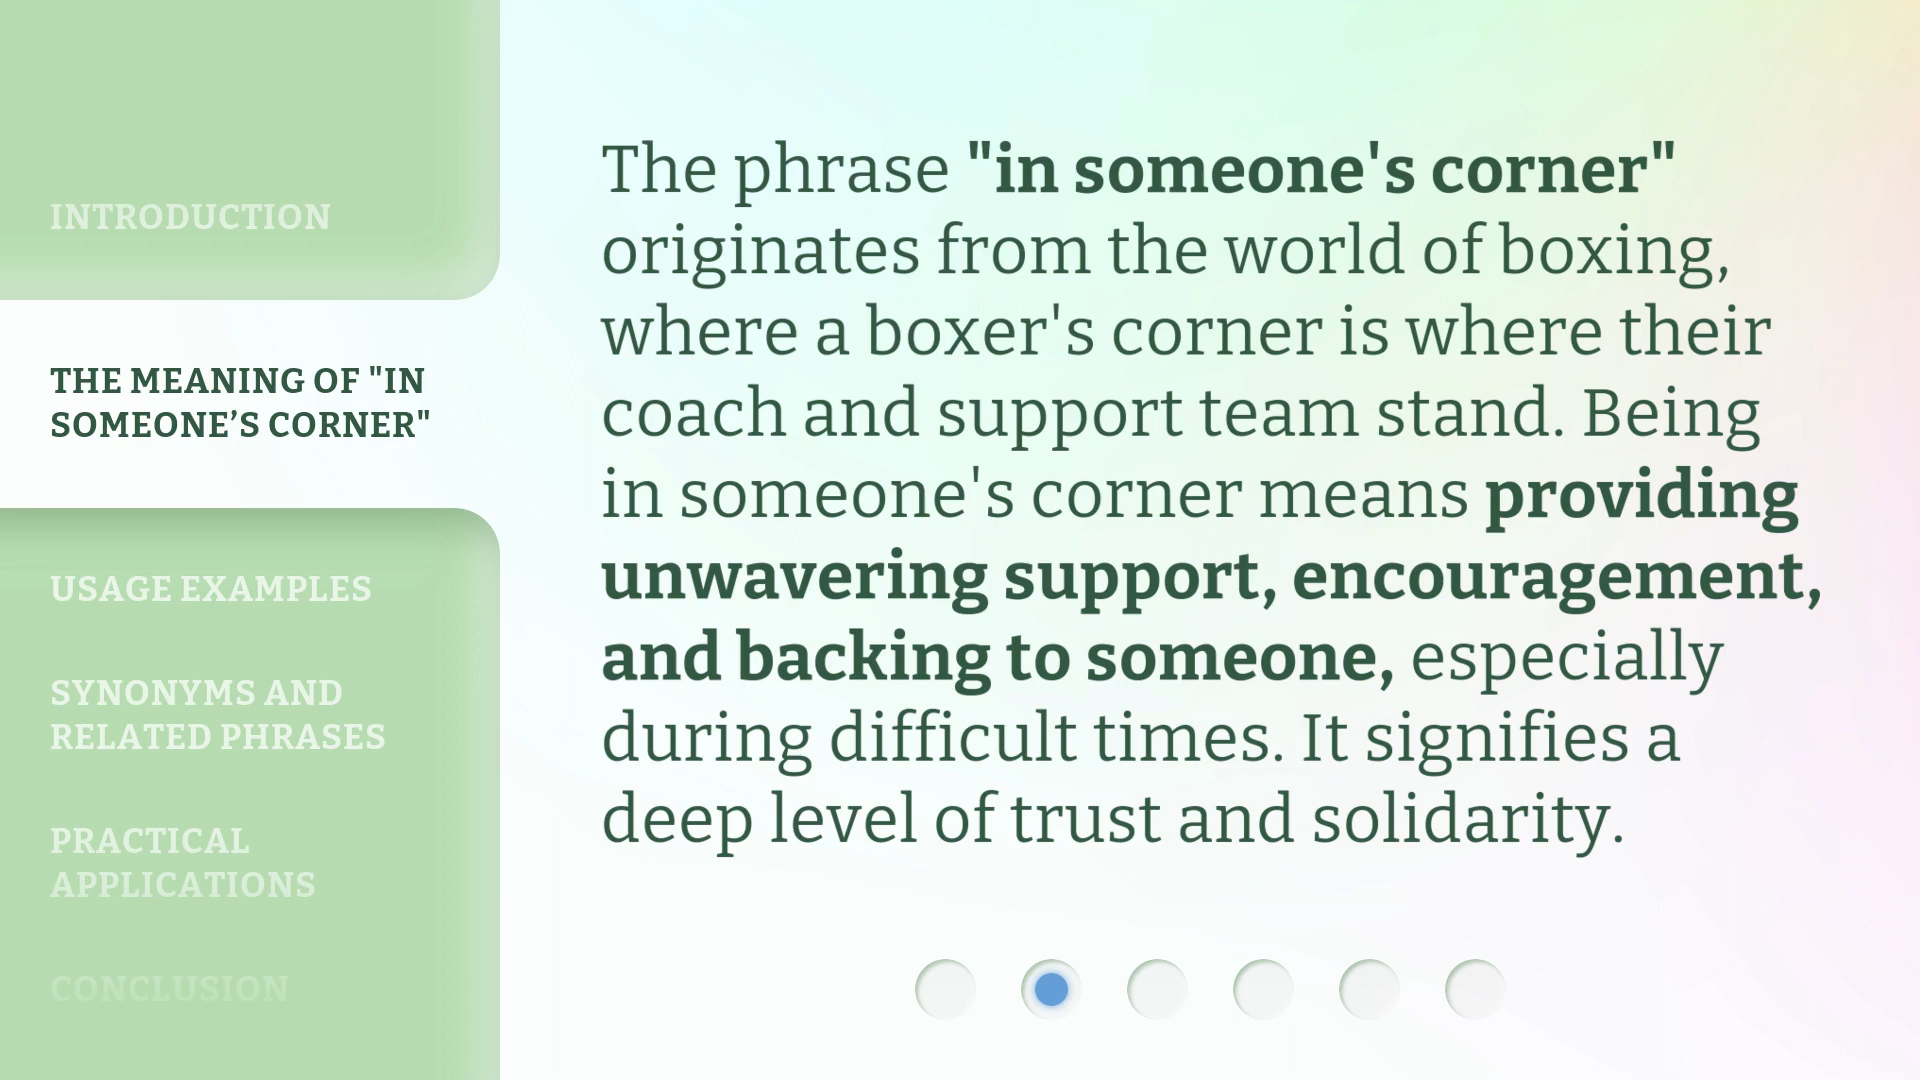 INTRODUCTION
THE MEANING OF "IN
SOMEONE’S CORNER"
USAGE EXAMPLES
SYNONYMS AND
RELATED PHRASES
PRACTICAL
APPLICATIONS
CONCLUSION
The phrase "in someone's corner"
originates from the world of boxing,
where a boxer's corner is where their
coach and support team stand. Being
in someone's corner means providing
unwavering support, encouragement,
and backing to someone, especially
during difficult times. It signifies a
deep level of trust and solidarity.